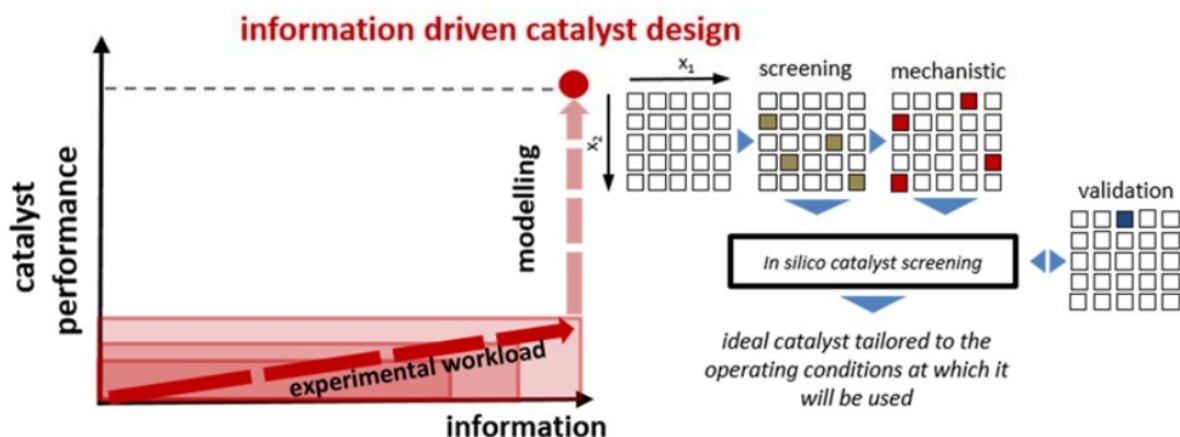 information driven catalyst design
catalyst
performance
modelling
experimental workload
information
x₁
x₂
screening
mechanistic
validation
In silico catalyst screening
ideal catalyst tailored to the
operating conditions at which it
will be used